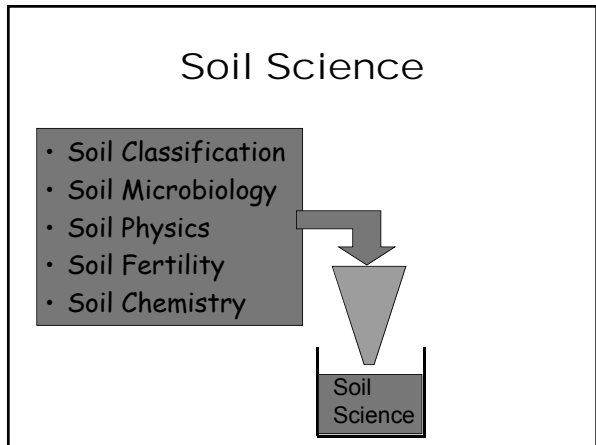 Soil Science
• Soil Classification
• Soil Microbiology
• Soil Physics
• Soil Fertility
• Soil Chemistry
Soil
Science